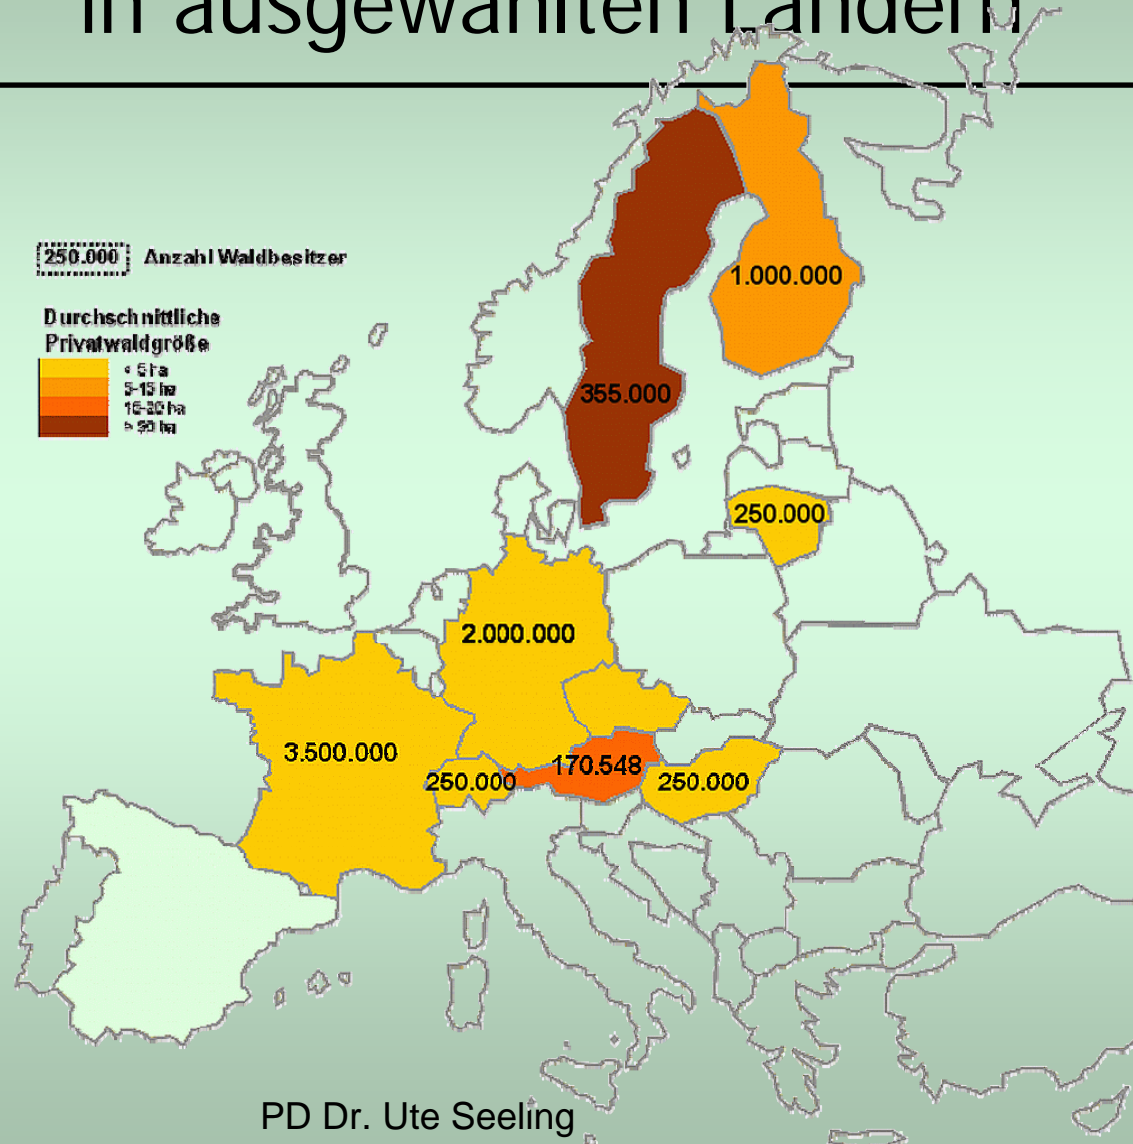 in ausgewählten Ländern
250.000 Anzahl Waldbesitzer
Durchschnittliche
Privatwaldgröße
1.000.000
355.000
250.000
2.000.000
3.500.000
250.000
170.548
250.000
PD Dr. Ute Seeling